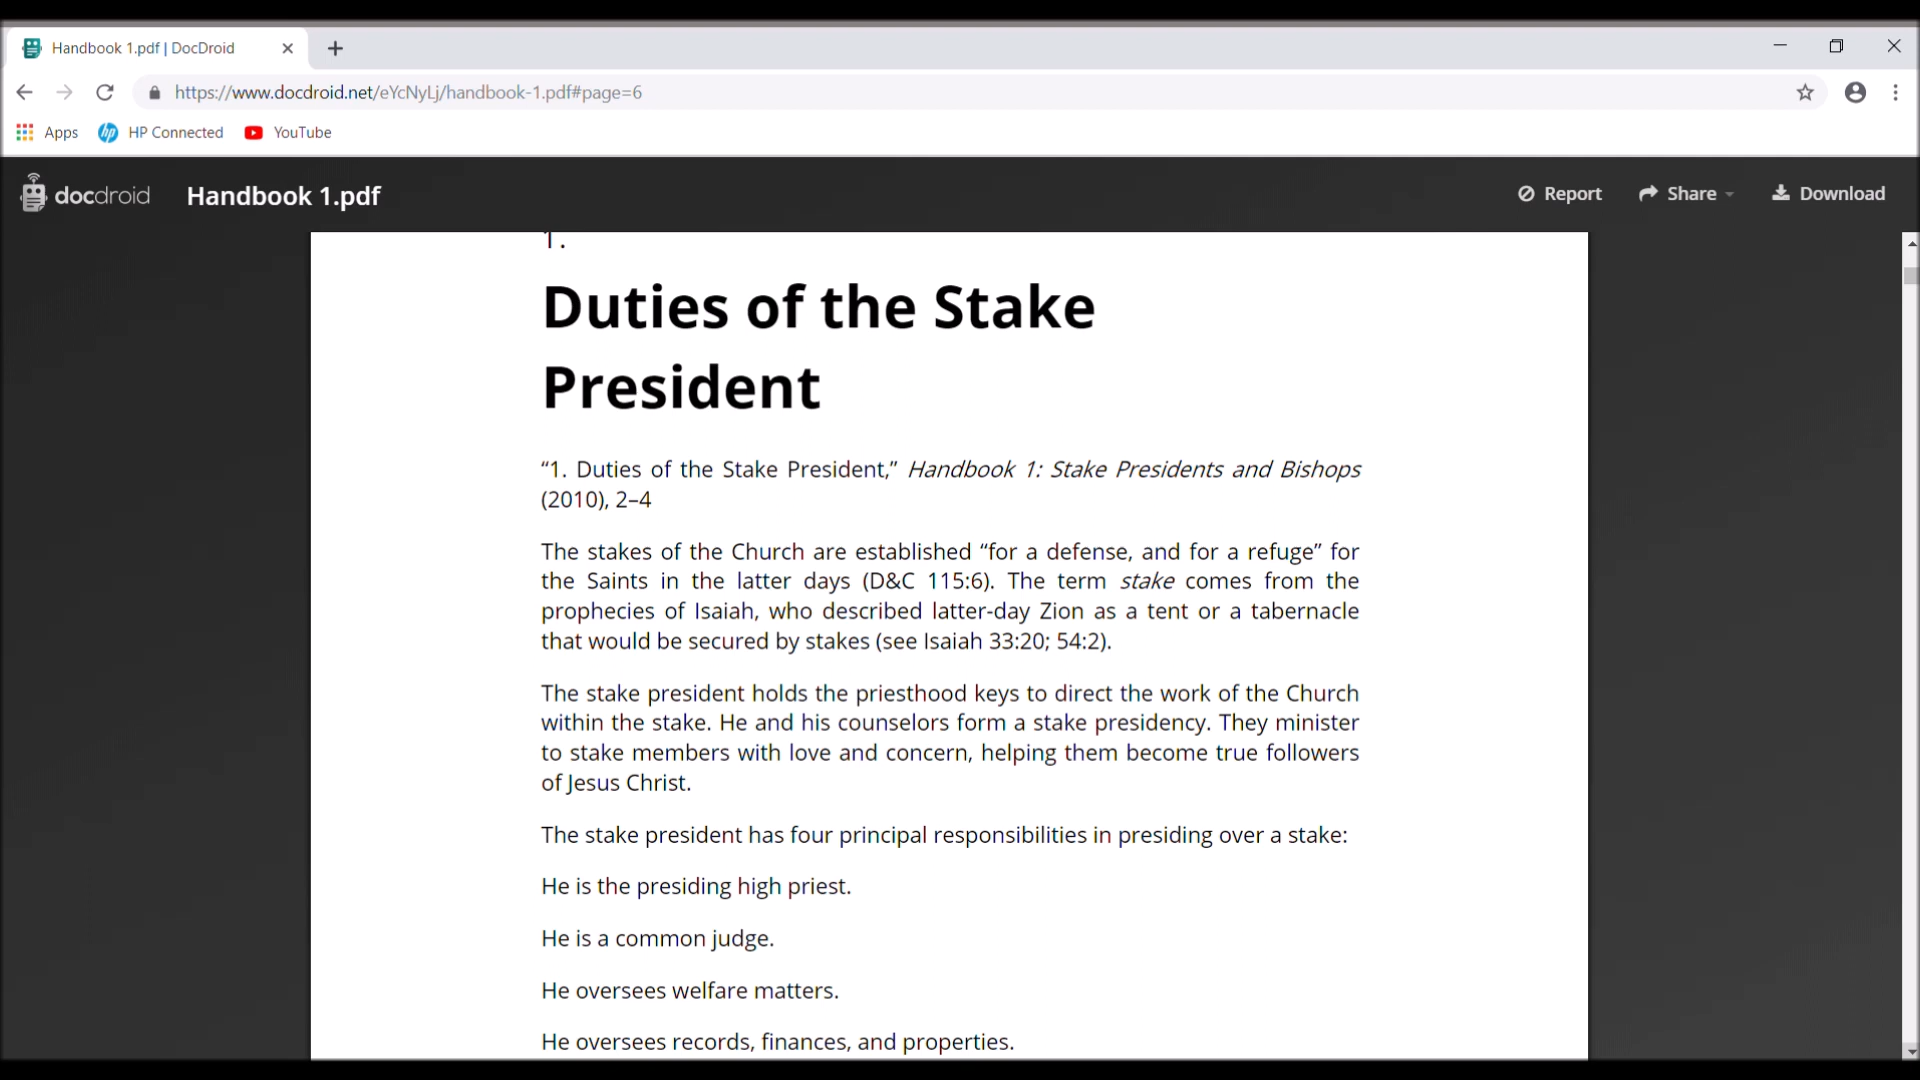 Handbook 1.pdf | DocDroid
https://www.docdroid.net/eYcNyLj/handbook-1.pdf#page=6
Apps HP Connected YouTube
docdroid Handbook 1.pdf Report Share Download
1.
Duties of the Stake
President
“1. Duties of the Stake President,” Handbook 1: Stake Presidents and Bishops
(2010), 2–4
The stakes of the Church are established “for a defense, and for a refuge” for
the Saints in the latter days (D&C 115:6). The term stake comes from the
prophecies of Isaiah, who described latter-day Zion as a tent or a tabernacle
that would be secured by stakes (see Isaiah 33:20; 54:2).
The stake president holds the priesthood keys to direct the work of the Church
within the stake. He and his counselors form a stake presidency. They minister
to stake members with love and concern, helping them become true followers
of Jesus Christ.
The stake president has four principal responsibilities in presiding over a stake:
He is the presiding high priest.
He is a common judge.
He oversees welfare matters.
He oversees records, finances, and properties.